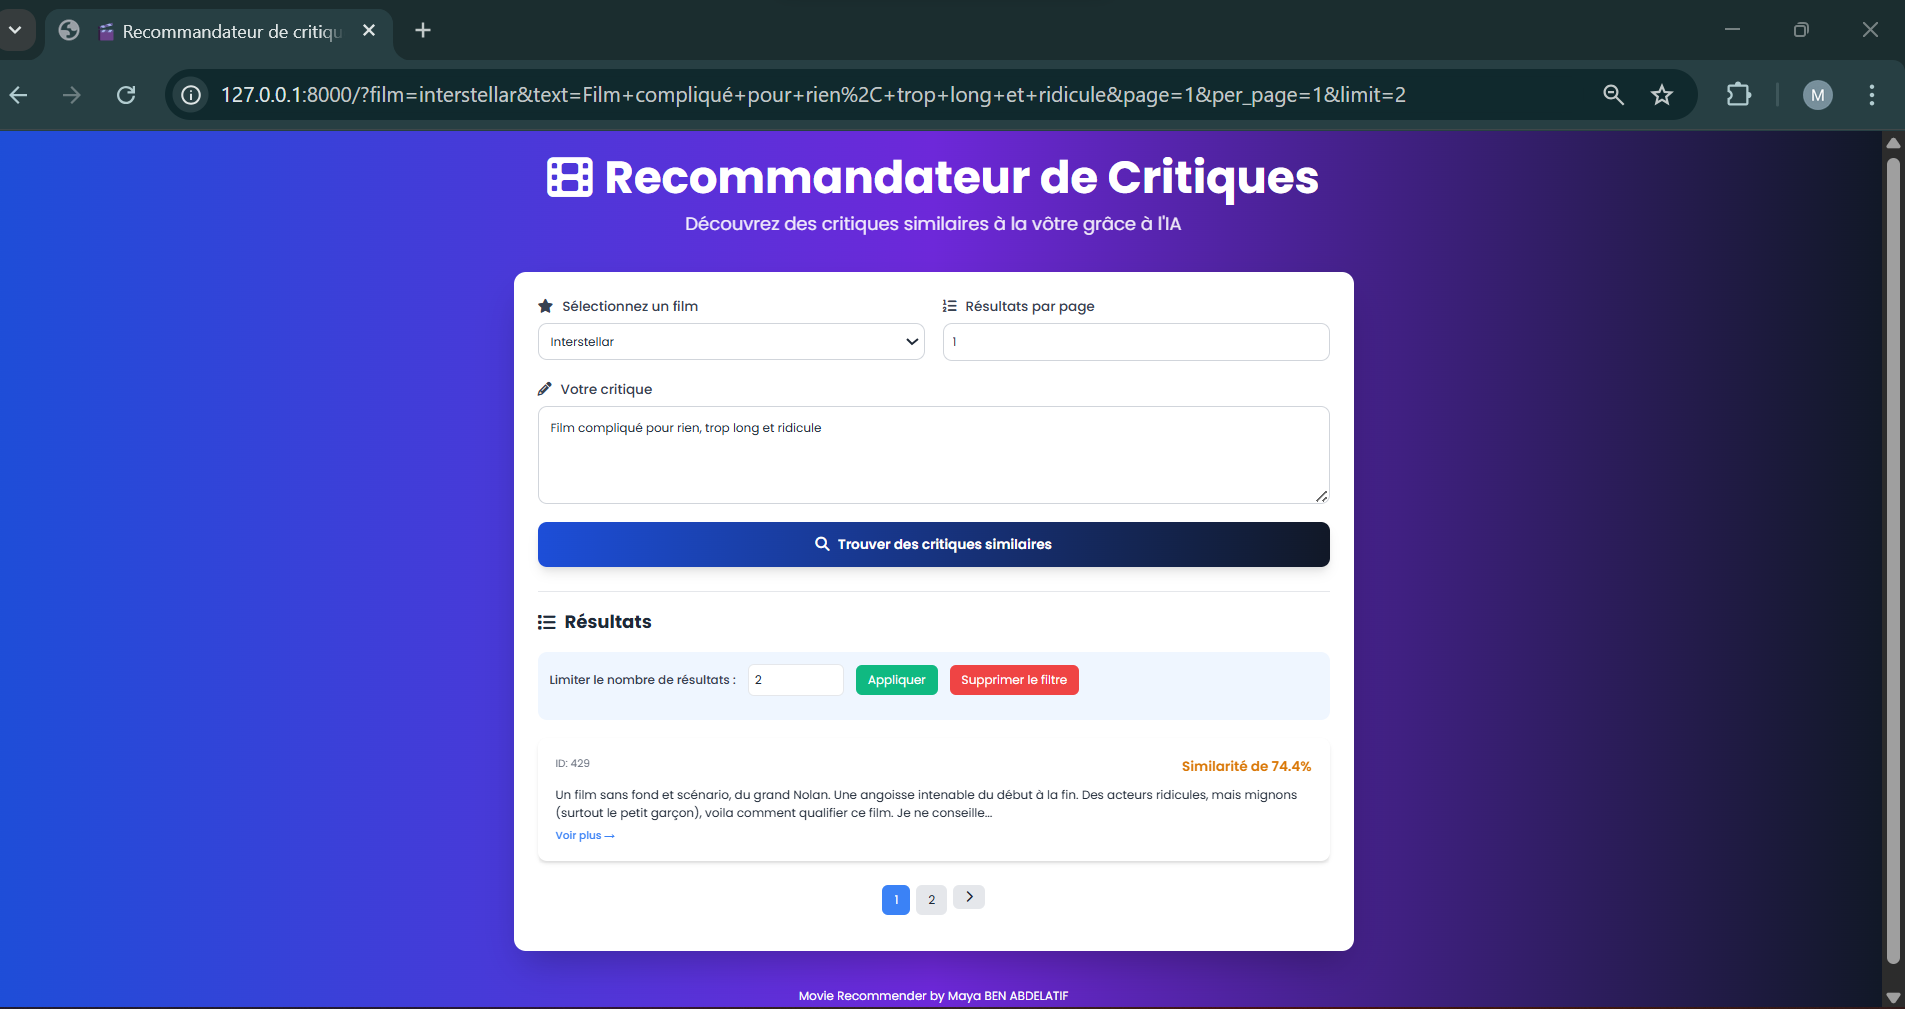 Recommandateur de critiqu
127.0.0.1:8000/?film=interstellar&text=Film+compliqué+pour+rien%2C+trop+long+et+ridicule&page=1&per_page=1&limit=2
M
Recommandateur de Critiques
Découvrez des critiques similaires à la vôtre grâce à l'IA
Sélectionnez un film
Résultats par page
Interstellar
1
Votre critique
Film compliqué pour rien, trop long et ridicule
Trouver des critiques similaires
Résultats
Limiter le nombre de résultats :
2
Appliquer
Supprimer le filtre
ID: 429
Similarité de 74.4%
Un film sans fond et scénario, du grand Nolan. Une angoisse intenable du début à la fin. Des acteurs ridicules, mais mignons
(surtout le petit garçon), voila comment qualifier ce film. Je ne conseille...
Voir plus →
1
2
Movie Recommender by Maya BEN ABDELATIF